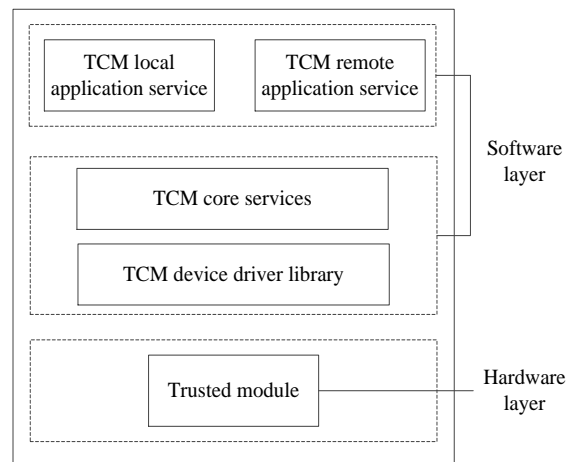 TCM local
application service
TCM remote
application service
Software
layer
TCM core services
TCM device driver library
Trusted module
Hardware
layer